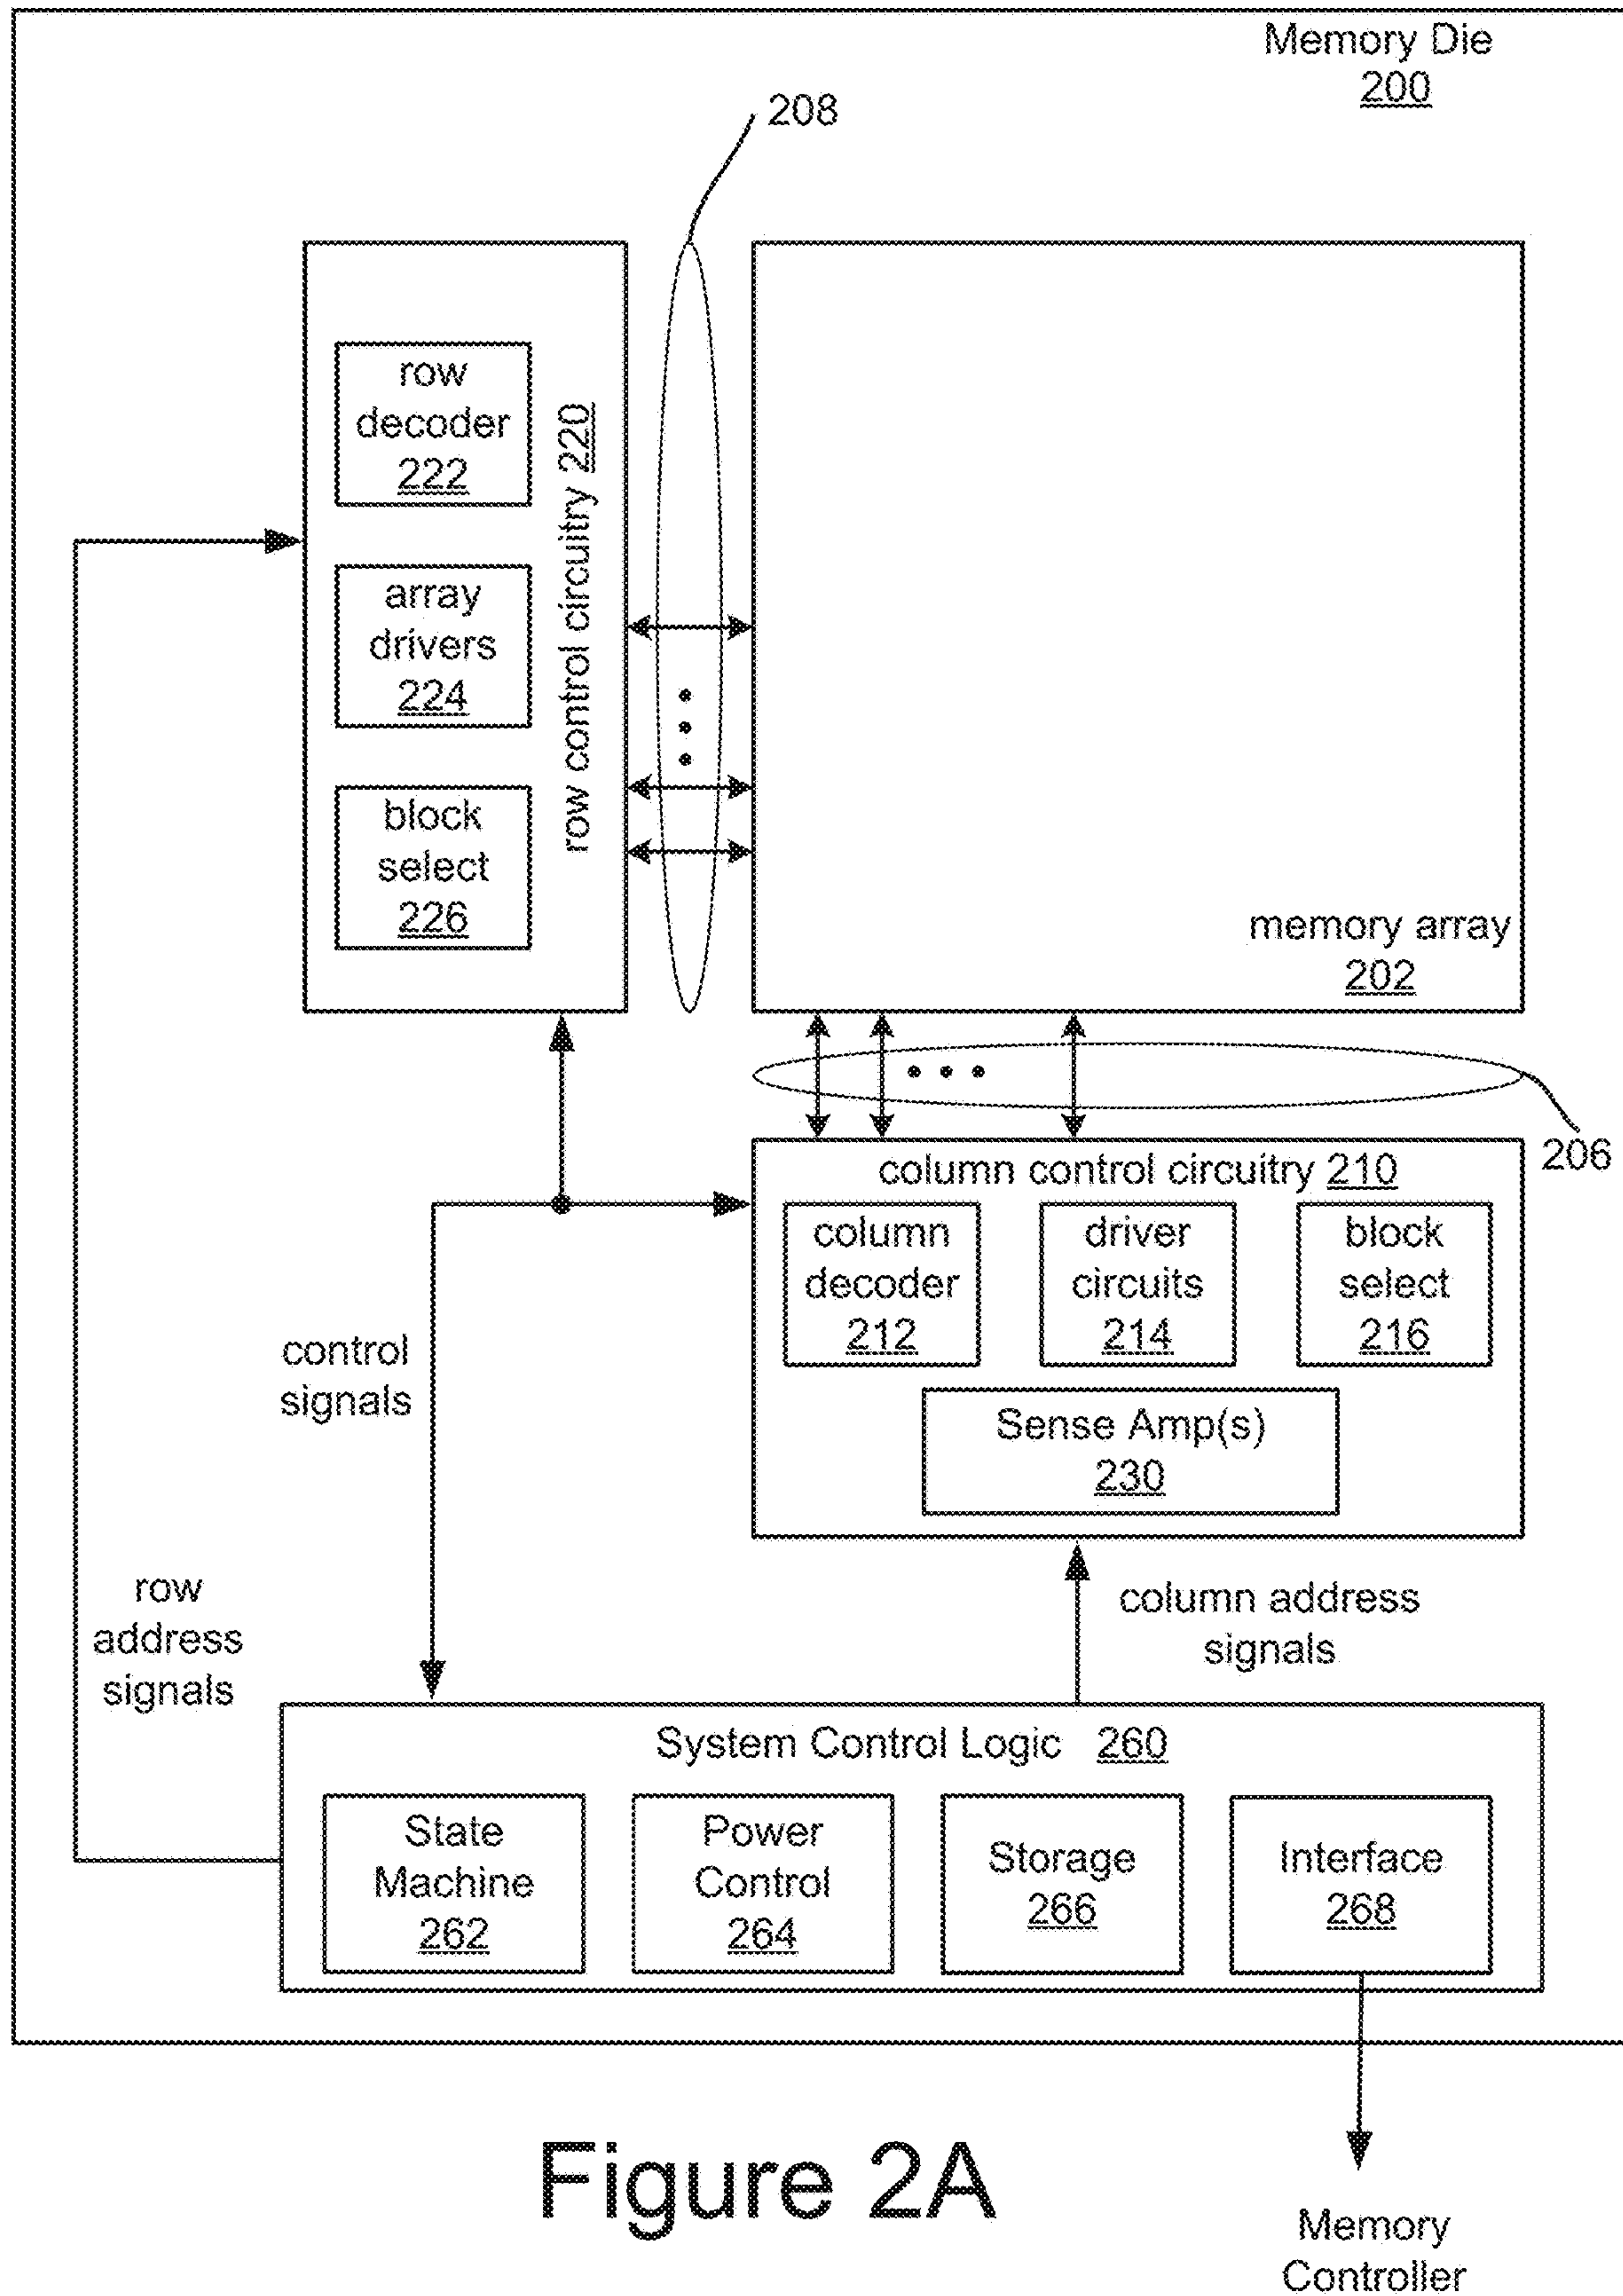 Memory Die
200
208
row
decoder
222
array
drivers
224
block
select
226
row control circuitry 220
memory array
202
206
column control circuitry 210
column
decoder
212
driver
circuits
214
block
select
216
Sense Amp(s)
230
control
signals
row
address
signals
column address
signals
System Control Logic 260
State
Machine
262
Power
Control
264
Storage
266
Interface
268
Figure 2A
Memory
Controller